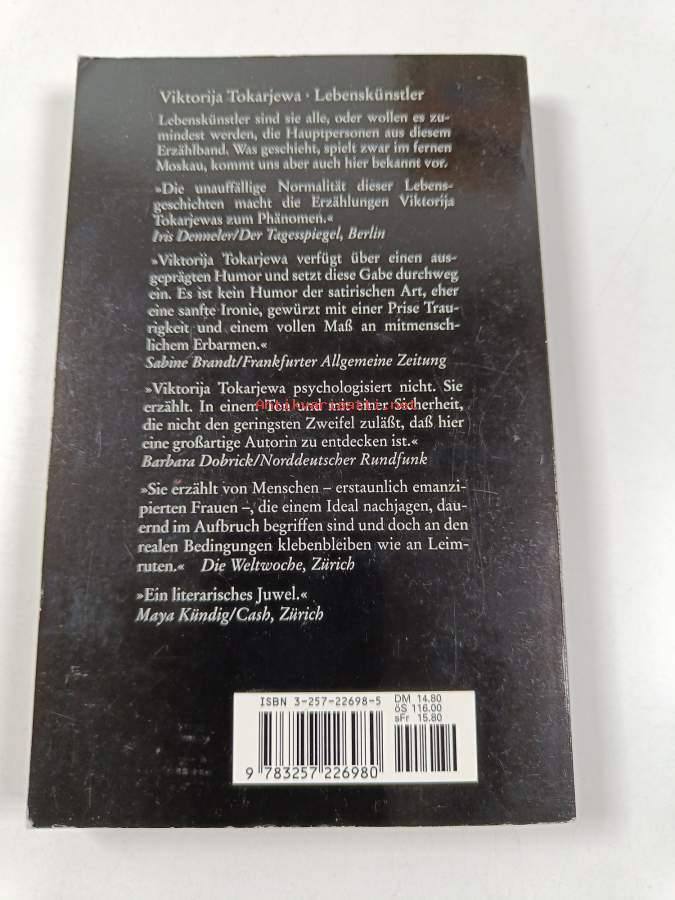 Viktorija Tokarjewa · Lebenskünstler
Lebenskünstler sind sie alle, oder wollen es zu-
mindest werden, die Hauptpersonen aus diesem
Erzählband. Was geschieht, spielt zwar im fernen
Moskau, kommt uns aber auch hier bekannt vor.
»Die unauffällige Normalität dieser Lebens-
geschichten macht die Erzählungen Viktorija
Tokarjewas zum Phänomen.«
Iris Denneler/Der Tagesspiegel, Berlin
»Viktorija Tokarjewa verfügt über einen aus-
geprägten Humor und setzt diese Gabe durchweg
ein. Es ist kein Humor der satirischen Art, eher
eine sanfte Ironie, gewürzt mit einer Prise Trau-
rigkeit und einem vollen Maß an mitmensch-
lichem Erbarmen.«
Sabine Brandt/Frankfurter Allgemeine Zeitung
»Viktorija Tokarjewa psychologisiert nicht. Sie
erzählt. In einem Ton und mit einer Sicherheit,
die nicht den geringsten Zweifel zuläßt, daß hier
eine großartige Autorin zu entdecken ist.«
Barbara Dobrick/Norddeutscher Rundfunk
»Sie erzählt von Menschen – erstaunlich emanzi-
pierten Frauen –, die einem Ideal nachjagen, dau-
ernd im Aufbruch begriffen sind und doch an den
realen Bedingungen klebenbleiben wie an Leim-
ruten.« Die Weltwoche, Zürich
»Ein literarisches Juwel.«
Maya Kündig/Cash, Zürich
ISBN 3-257-22698-5
DM 14.80
öS 116.00
sFr 15.80
9 783257 226980